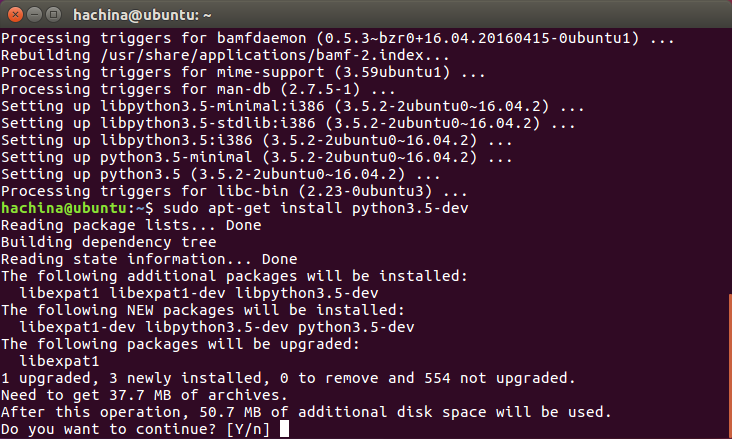 hachina@ubuntu: ~
Processing triggers for bamfdaemon (0.5.3~bzr0+16.04.20160415-0ubuntu1) ...
Rebuilding /usr/share/applications/bamf-2.index...
Processing triggers for mime-support (3.59ubuntu1) ...
Processing triggers for man-db (2.7.5-1) ...
Setting up libpython3.5-minimal:i386 (3.5.2-2ubuntu0~16.04.2) ...
Setting up libpython3.5-stdlib:i386 (3.5.2-2ubuntu0~16.04.2) ...
Setting up libpython3.5:i386 (3.5.2-2ubuntu0~16.04.2) ...
Setting up python3.5-minimal (3.5.2-2ubuntu0~16.04.2) ...
Setting up python3.5 (3.5.2-2ubuntu0~16.04.2) ...
Processing triggers for libc-bin (2.23-0ubuntu3) ...
hachina@ubuntu:~$ sudo apt-get install python3.5-dev
Reading package lists... Done
Building dependency tree
Reading state information... Done
The following additional packages will be installed:
  libexpat1 libexpat1-dev libpython3.5-dev
The following NEW packages will be installed:
  libexpat1-dev libpython3.5-dev python3.5-dev
The following packages will be upgraded:
  libexpat1
1 upgraded, 3 newly installed, 0 to remove and 554 not upgraded.
Need to get 37.7 MB of archives.
After this operation, 50.7 MB of additional disk space will be used.
Do you want to continue? [Y/n]